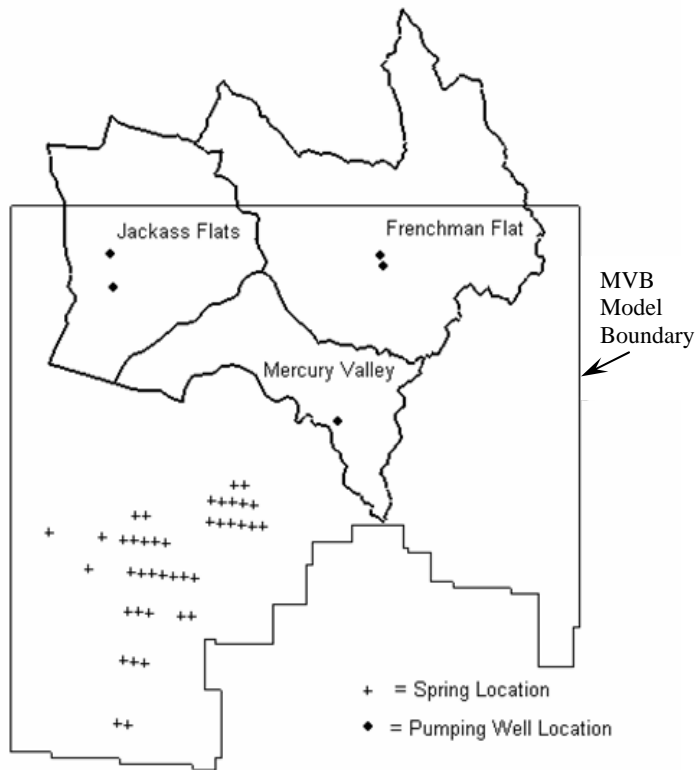 Jackass Flats
Frenchman Flat
MVB
Model
Boundary
Mercury Valley
+ = Spring Location
◆ = Pumping Well Location